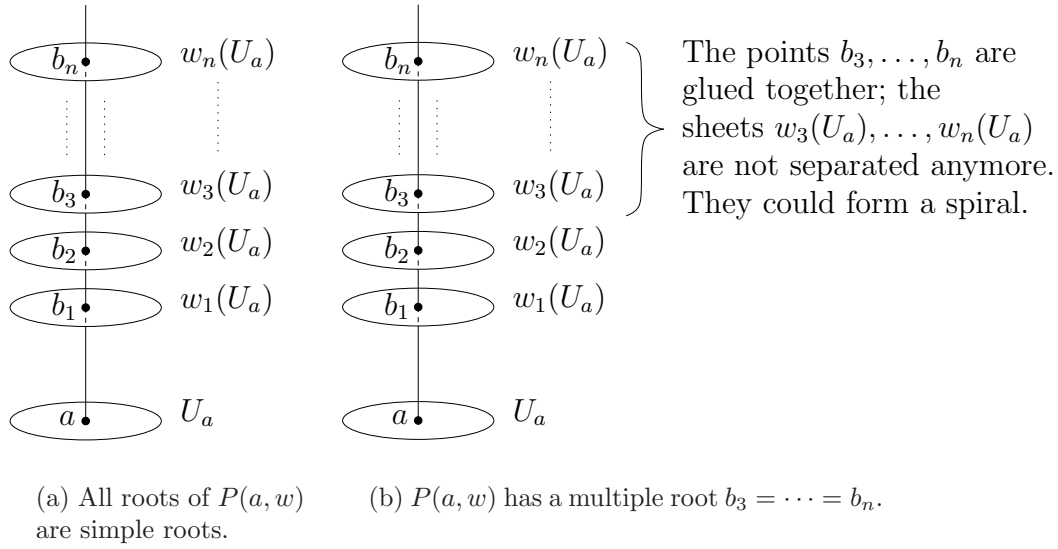 b_n w_n(U_a)
b_3 w_3(U_a)
b_2 w_2(U_a)
b_1 w_1(U_a)
a U_a
(a) All roots of P(a, w)
are simple roots.
b_n w_n(U_a)
b_3 w_3(U_a)
b_2 w_2(U_a)
b_1 w_1(U_a)
a U_a
The points b_3, . . . , b_n are
glued together; the
sheets w_3(U_a), . . . , w_n(U_a)
are not separated anymore.
They could form a spiral.
(b) P(a, w) has a multiple root b_3 = · · · = b_n.